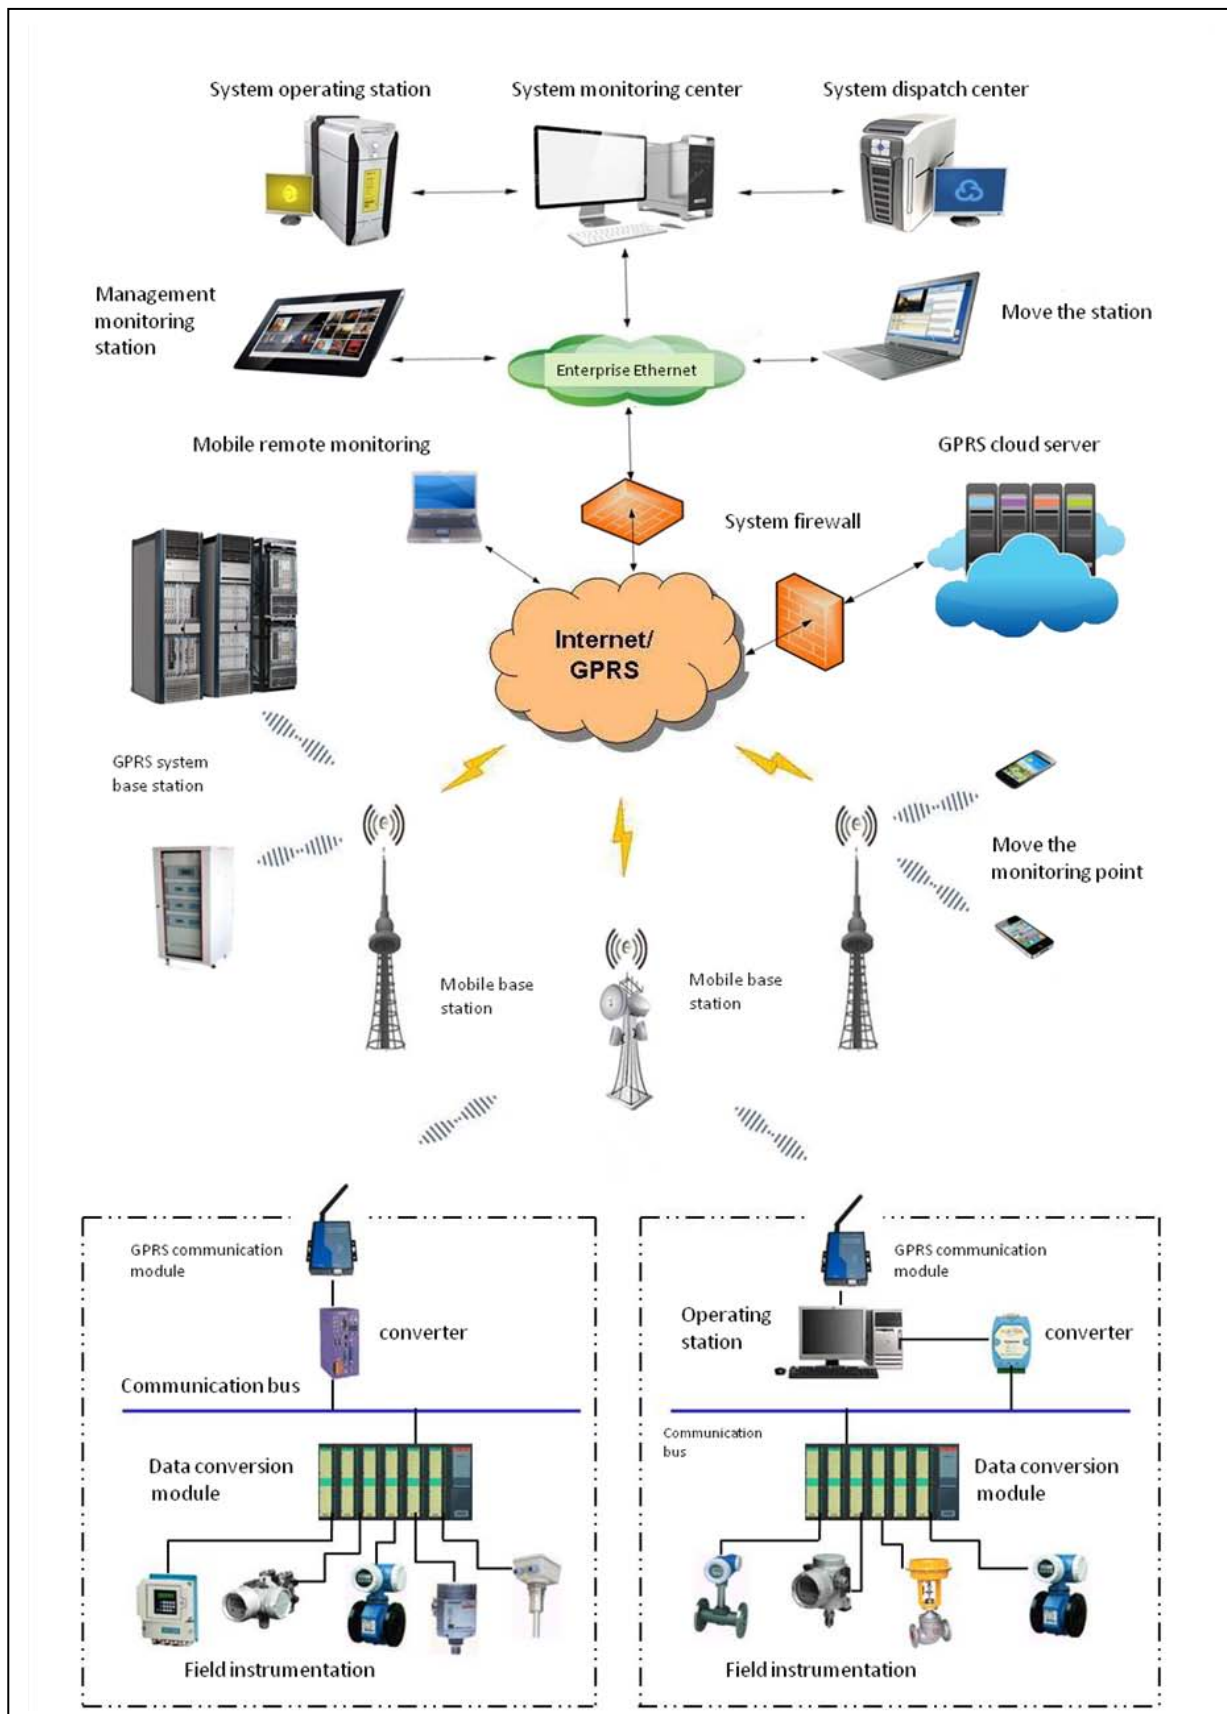 System operating station
System monitoring center
System dispatch center
Management
monitoring
station
Move the station
Enterprise Ethernet
Mobile remote monitoring
GPRS cloud server
System firewall
Internet/
GPRS
GPRS system
base station
Move the
monitoring point
Mobile base
station
Mobile base
station
GPRS communication
module
converter
Communication bus
Data conversion
module
Field instrumentation
GPRS communication
module
Operating
station
converter
Communication
bus
Data conversion
module
Field instrumentation